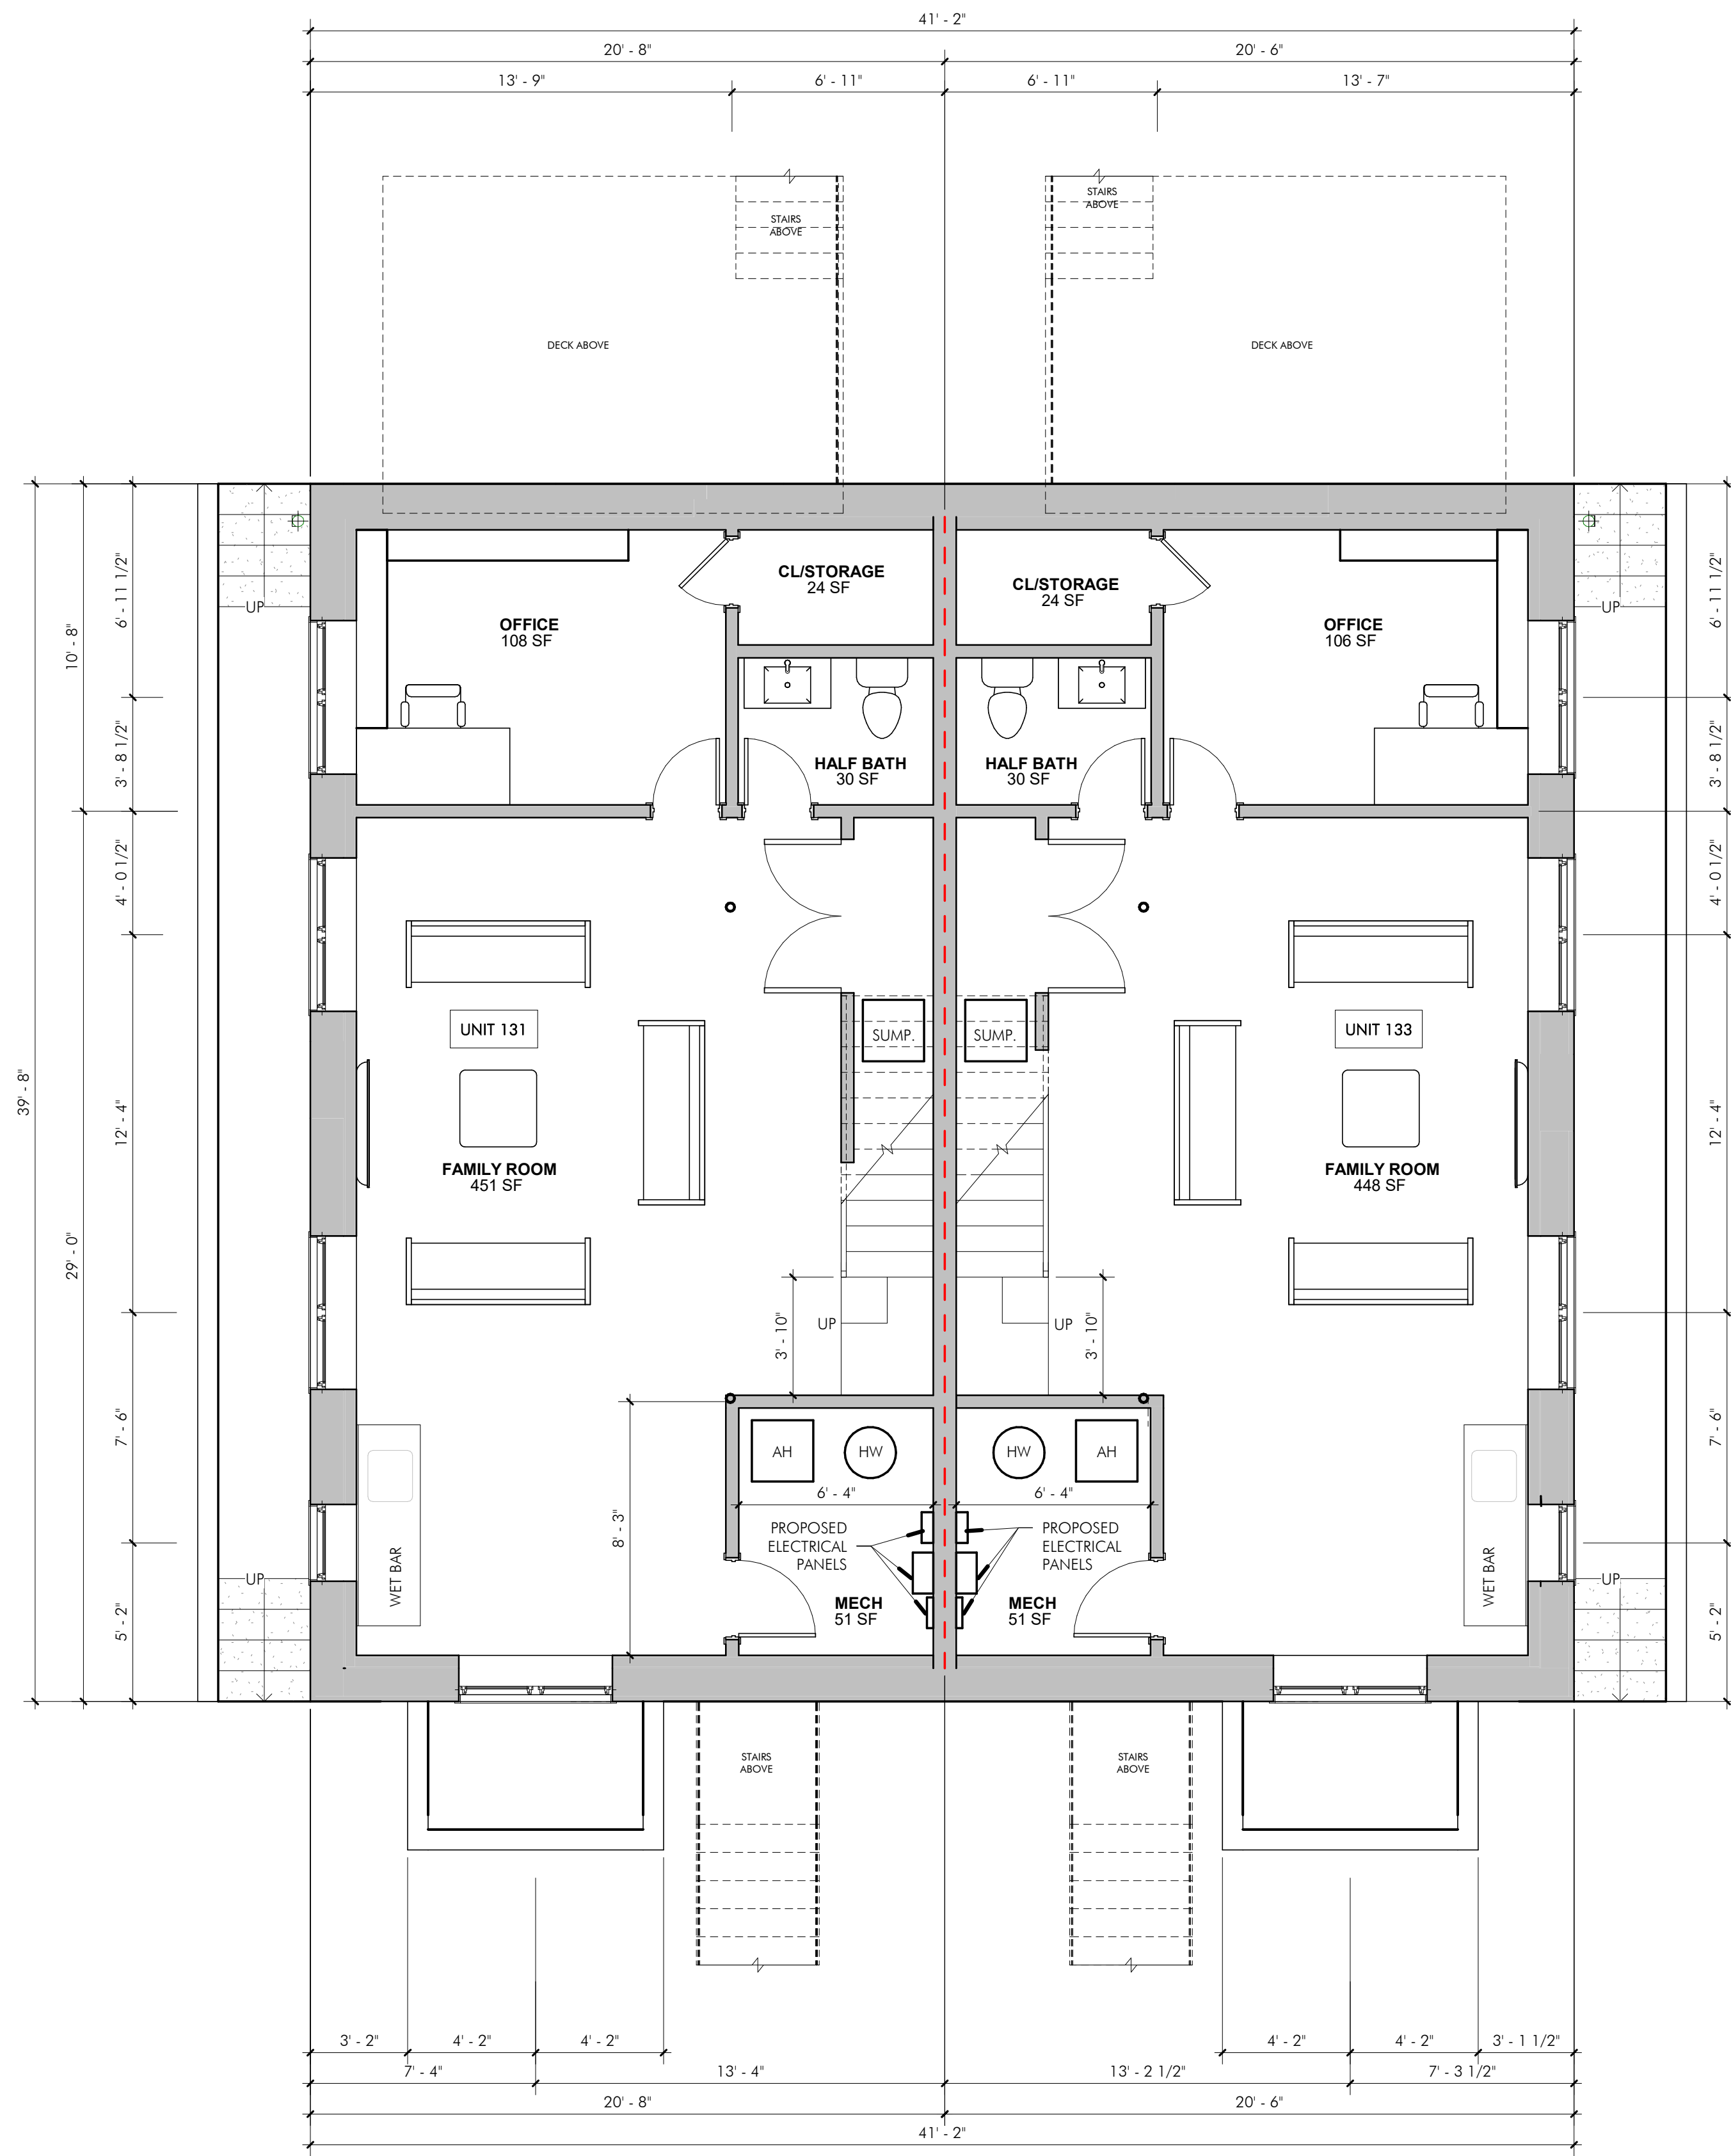 41' - 2"
20' - 8"
20' - 6"
13' - 9"
6' - 11"
6' - 11"
13' - 7"
STAIRS
ABOVE
STAIRS
ABOVE
DECK ABOVE
DECK ABOVE
UP
UP
CL/STORAGE
24 SF
CL/STORAGE
24 SF
OFFICE
108 SF
OFFICE
106 SF
HALF BATH
30 SF
HALF BATH
30 SF
39' - 8"
10' - 8"
29' - 0"
6' - 11 1/2"
3' - 8 1/2"
4' - 0 1/2"
12' - 4"
7' - 6"
5' - 2"
6' - 11 1/2"
3' - 8 1/2"
4' - 0 1/2"
12' - 4"
7' - 6"
5' - 2"
UNIT 131
SUMP.
SUMP.
UNIT 133
FAMILY ROOM
451 SF
FAMILY ROOM
448 SF
3' - 10"
UP
UP
3' - 10"
AH
HW
HW
AH
6' - 4"
6' - 4"
8' - 3"
PROPOSED
ELECTRICAL
PANELS
PROPOSED
ELECTRICAL
PANELS
WET BAR
WET BAR
MECH
51 SF
MECH
51 SF
UP
UP
STAIRS
ABOVE
STAIRS
ABOVE
3' - 2"
4' - 2"
4' - 2"
4' - 2"
4' - 2"
3' - 1 1/2"
7' - 4"
13' - 4"
13' - 2 1/2"
7' - 3 1/2"
20' - 8"
20' - 6"
41' - 2"